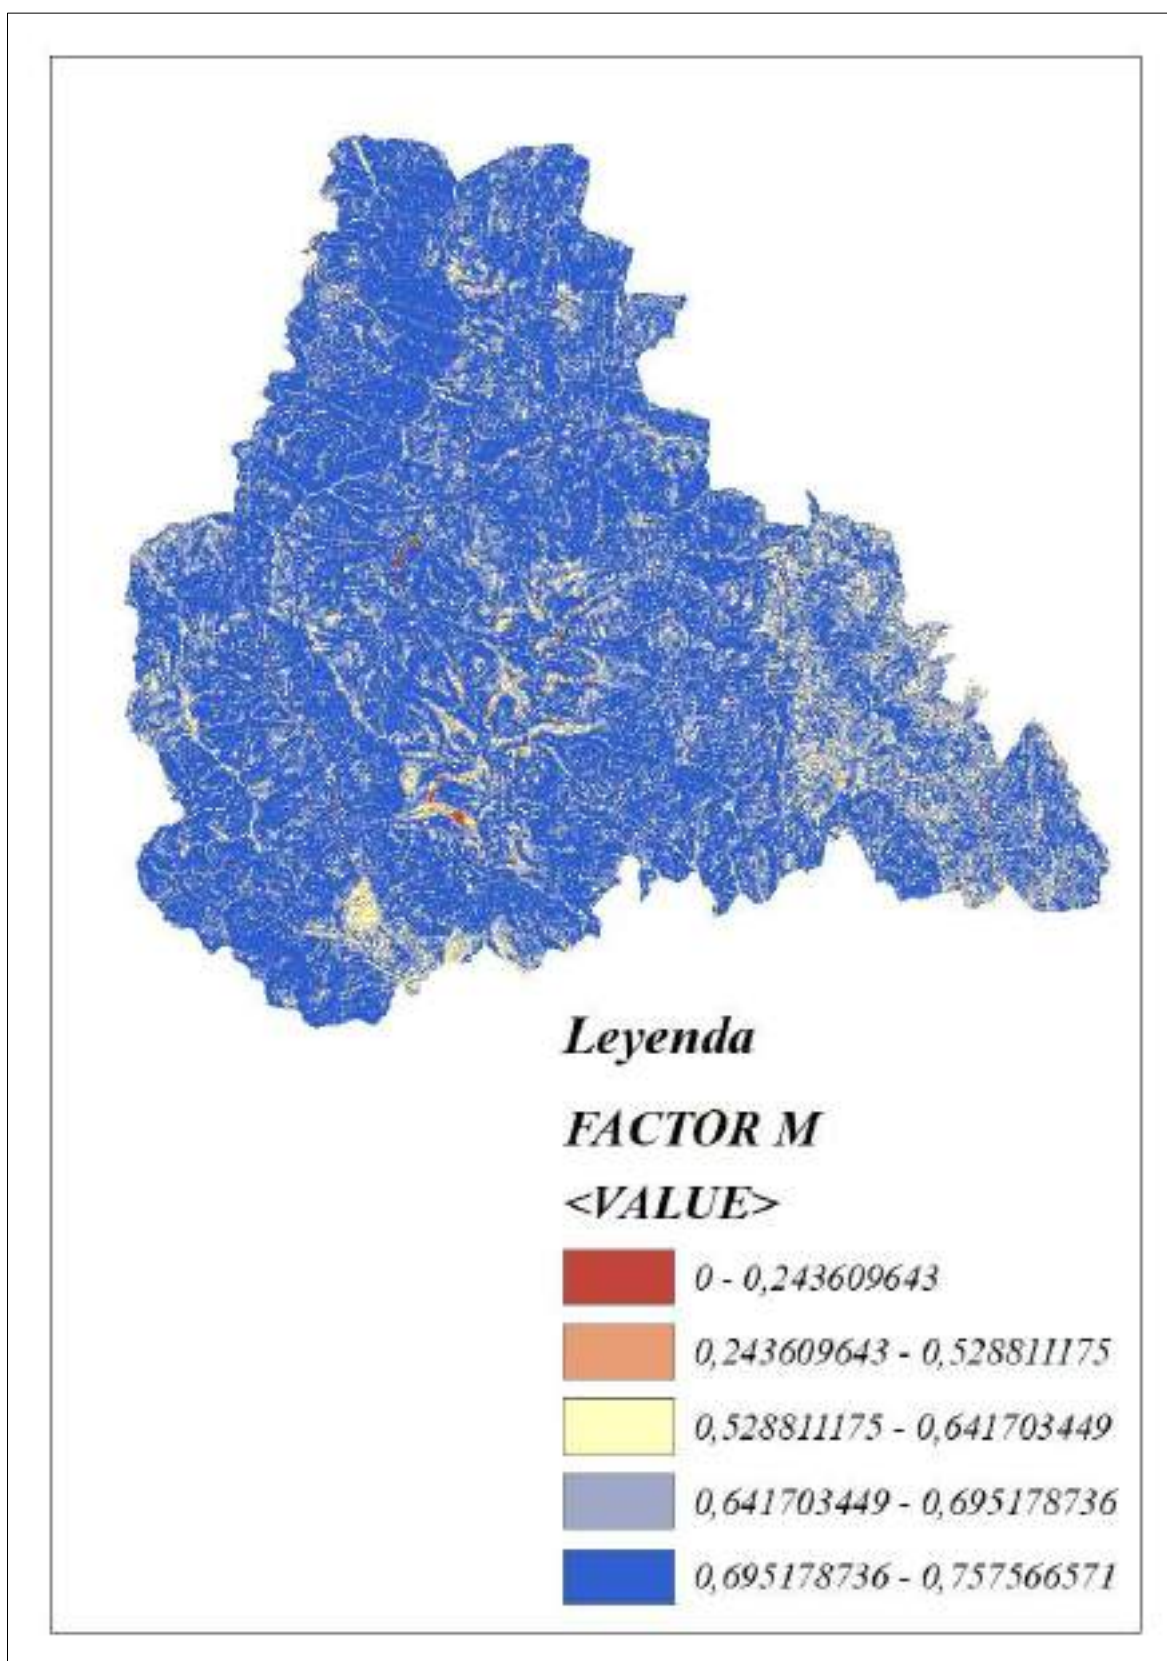 Leyenda
FACTOR M
<VALUE>
0 - 0,243609643
0,243609643 - 0,528811175
0,528811175 - 0,641703449
0,641703449 - 0,695178736
0,695178736 - 0,757566571